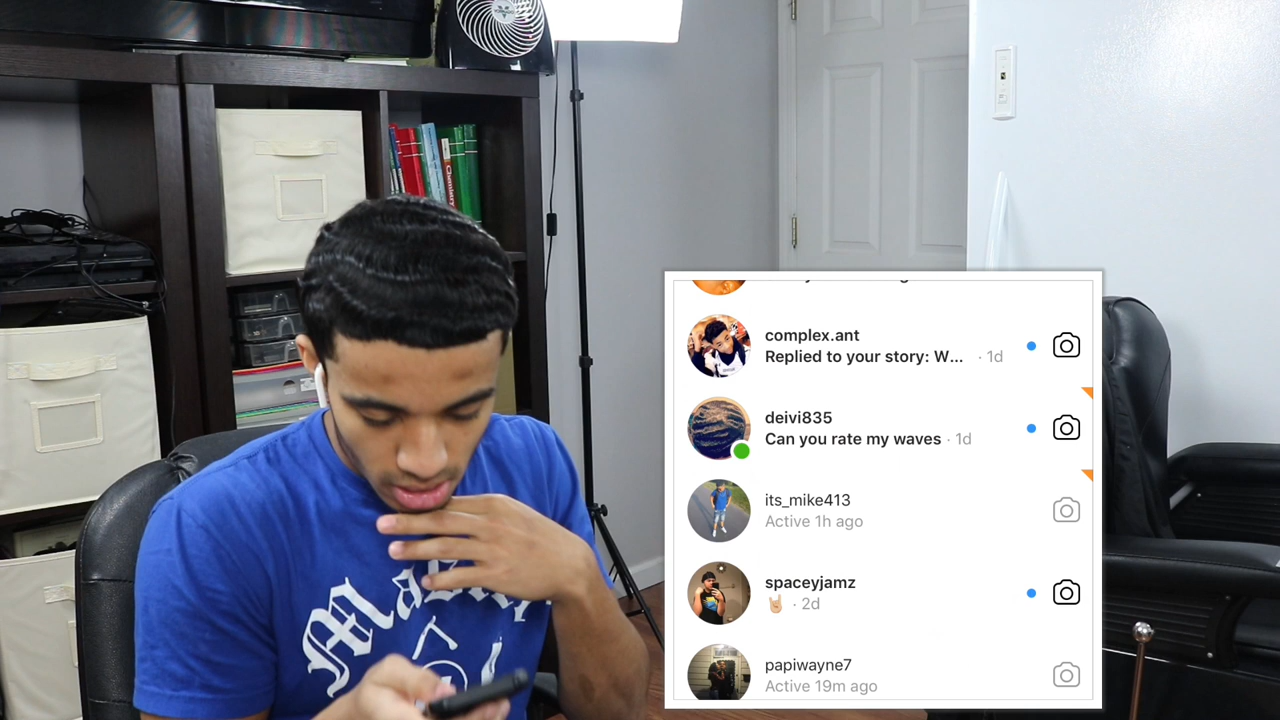 Chemistry
complex.ant
Replied to your story: W... · 1d
deivi835
Can you rate my waves · 1d
its_mike413
Active 1h ago
spaceyjamz
🤘🏼 · 2d
papiwayne7
Active 19m ago